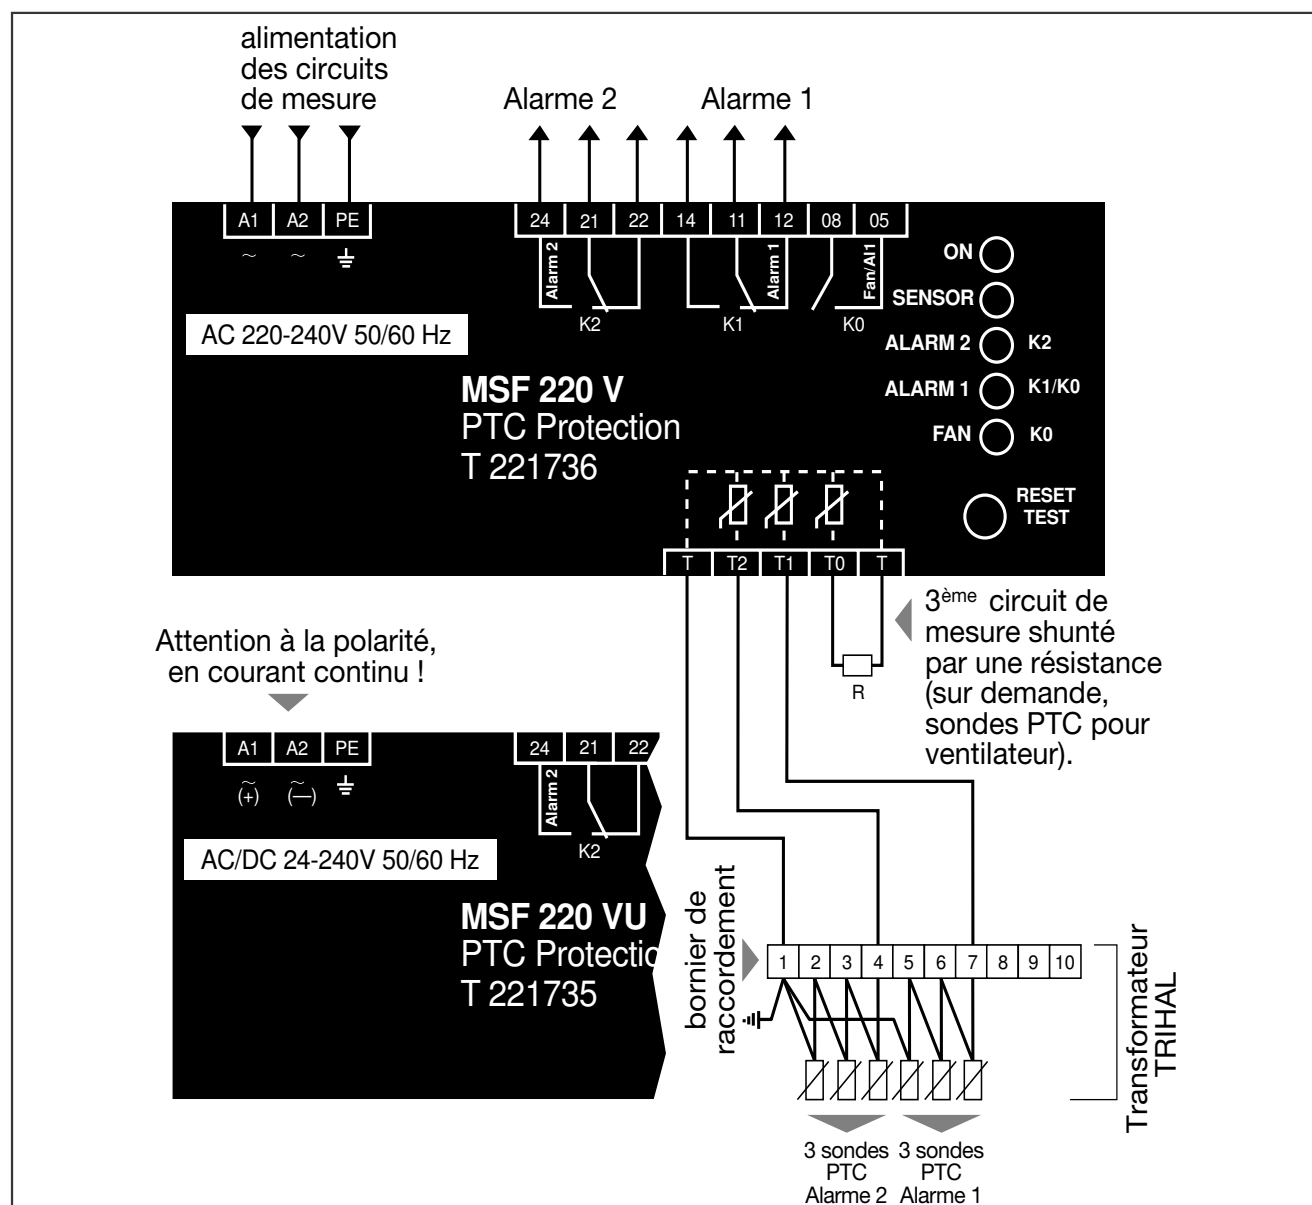 alimentation
des circuits
de mesure
Alarme 2
Alarme 1
A1 A2 PE
24 21 22 14 11 12 08 05
~ ~
Alarm 2
Alarm 1
Fan/Al1
K2
K1
K0
ON
SENSOR
ALARM 2 K2
ALARM 1 K1/K0
FAN K0
RESET
TEST
AC 220-240V 50/60 Hz
MSF 220 V
PTC Protection
T 221736
T T2 T1 T0 T
R
3ème circuit de
mesure shunté
par une résistance
(sur demande,
sondes PTC pour
ventilateur).
Attention à la polarité,
en courant continu !
A1 A2 PE
24 21 22
~ ~
(+) (—)
Alarm 2
K2
AC/DC 24-240V 50/60 Hz
MSF 220 VU
PTC Protectio
T 221735
bornier de
raccordement
1 2 3 4 5 6 7 8 9 10
Transformateur
TRIHAL
3 sondes
PTC
Alarme 2
3 sondes
PTC
Alarme 1